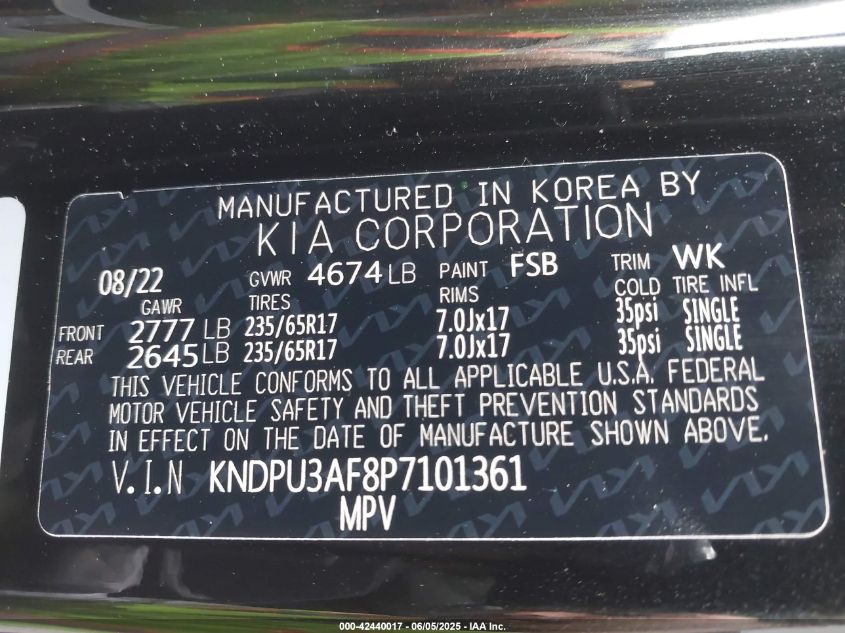 MANUFACTURED IN KOREA BY
KIA CORPORATION
08/22 GVWR 4674 LB PAINT FSB TRIM WK
GAWR TIRES RIMS COLD TIRE INFL
FRONT 2777 LB 235/65R17 7.0Jx17 35psi SINGLE
REAR 2645 LB 235/65R17 7.0Jx17 35psi SINGLE
THIS VEHICLE CONFORMS TO ALL APPLICABLE U.S.A. FEDERAL
MOTOR VEHICLE SAFETY AND THEFT PREVENTION STANDARDS
IN EFFECT ON THE DATE OF MANUFACTURE SHOWN ABOVE.
V.I.N KNDPU3AF8P7101361
MPV
000-42440017 - 06/05/2025 - IAA Inc.